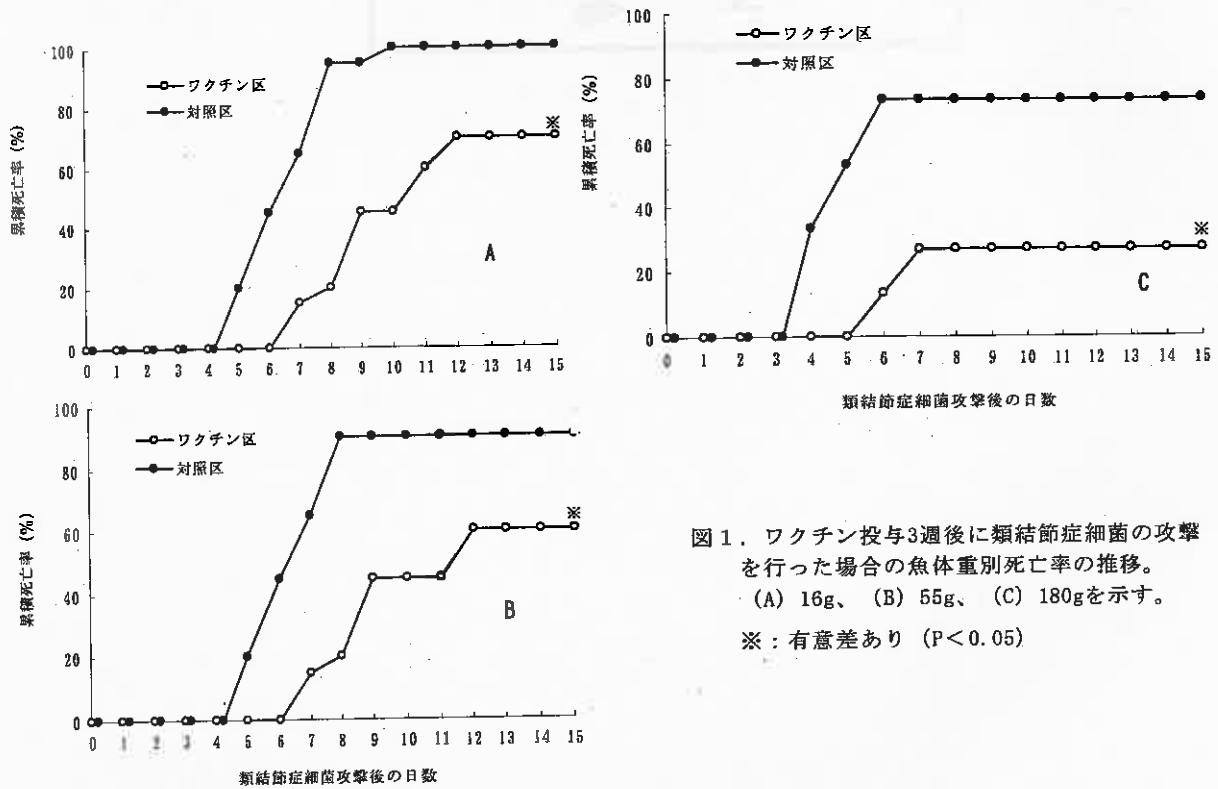 100
80
60
40
20
0
累積死亡率 (%)
ワクチン区
対照区
※
A
0 1 2 3 4 5 6 7 8 9 10 11 12 13 14 15
100
80
60
40
20
0
累積死亡率 (%)
ワクチン区
対照区
※
C
0 1 2 3 4 5 6 7 8 9 10 11 12 13 14 15
類結節症細菌攻撃後の日数
100
80
60
40
20
0
累積死亡率 (%)
ワクチン区
対照区
※
B
0 1 2 3 4 5 6 7 8 9 10 11 12 13 14 15
類結節症細菌攻撃後の日数
図1. ワクチン投与3週後に類結節症細菌の攻撃
を行った場合の魚体重別死亡率の推移。
(A) 16g、 (B) 55g、 (C) 180gを示す。
※:有意差あり (P<0.05)